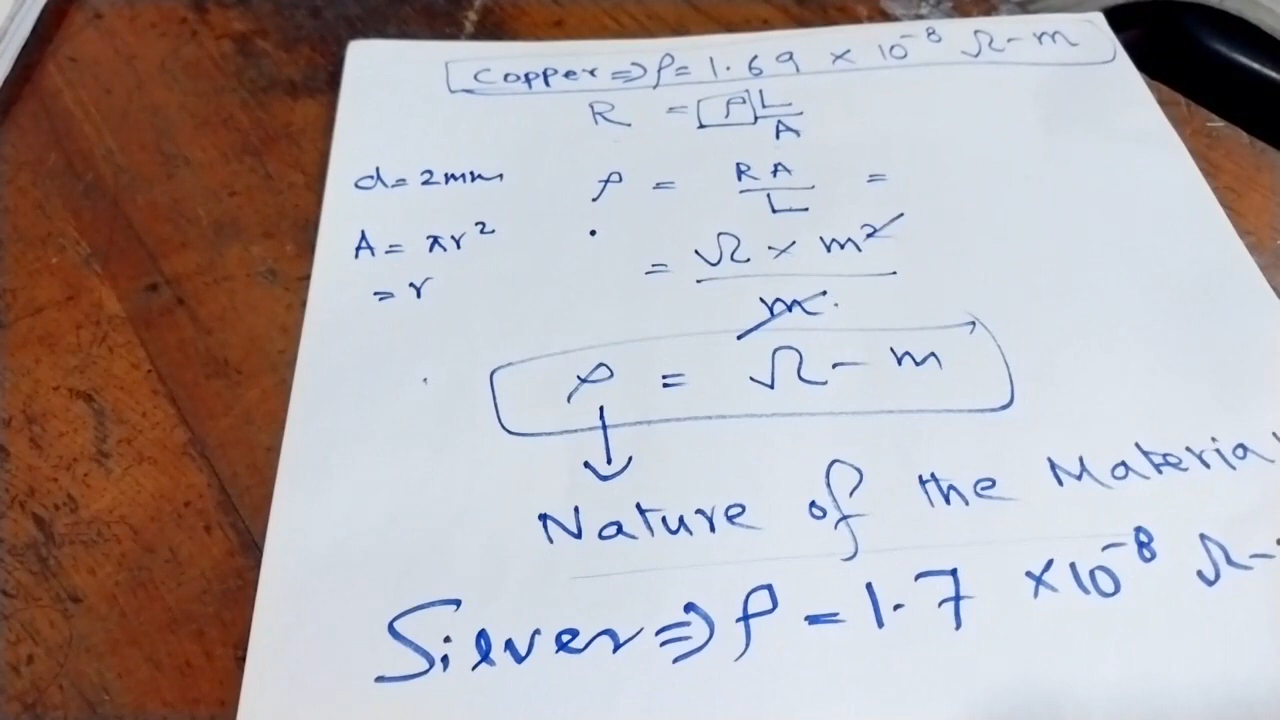 Copper ⇒ ρ = 1.69 × 10⁻⁸ Ω-m
R = ρ L/A
d = 2mm
ρ = RA/L =
A = πr²
= Ω × m²/m
= r
ρ = Ω-m
Nature of the Materia
Silver ⇒ ρ = 1.7 × 10⁻⁸ Ω-